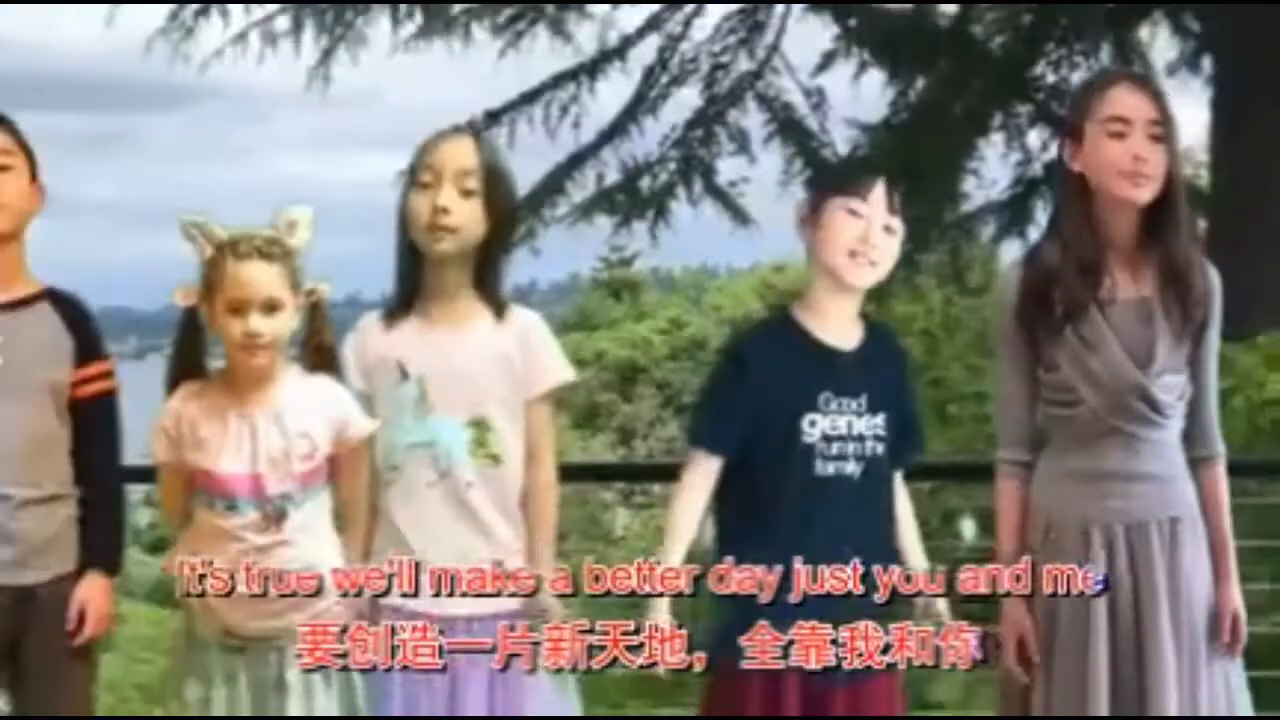 Good
genes
run in the
family
It's true we'll make a better day just you and me
要创造一片新天地，全靠我和你